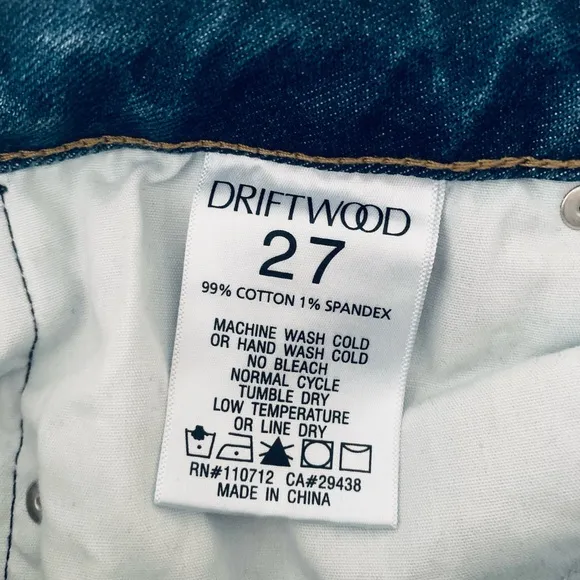 DRIFTWOOD
27
99% COTTON 1% SPANDEX
MACHINE WASH COLD
OR HAND WASH COLD
NO BLEACH
NORMAL CYCLE
TUMBLE DRY
LOW TEMPERATURE
OR LINE DRY
RN#110712 CA#29438
MADE IN CHINA